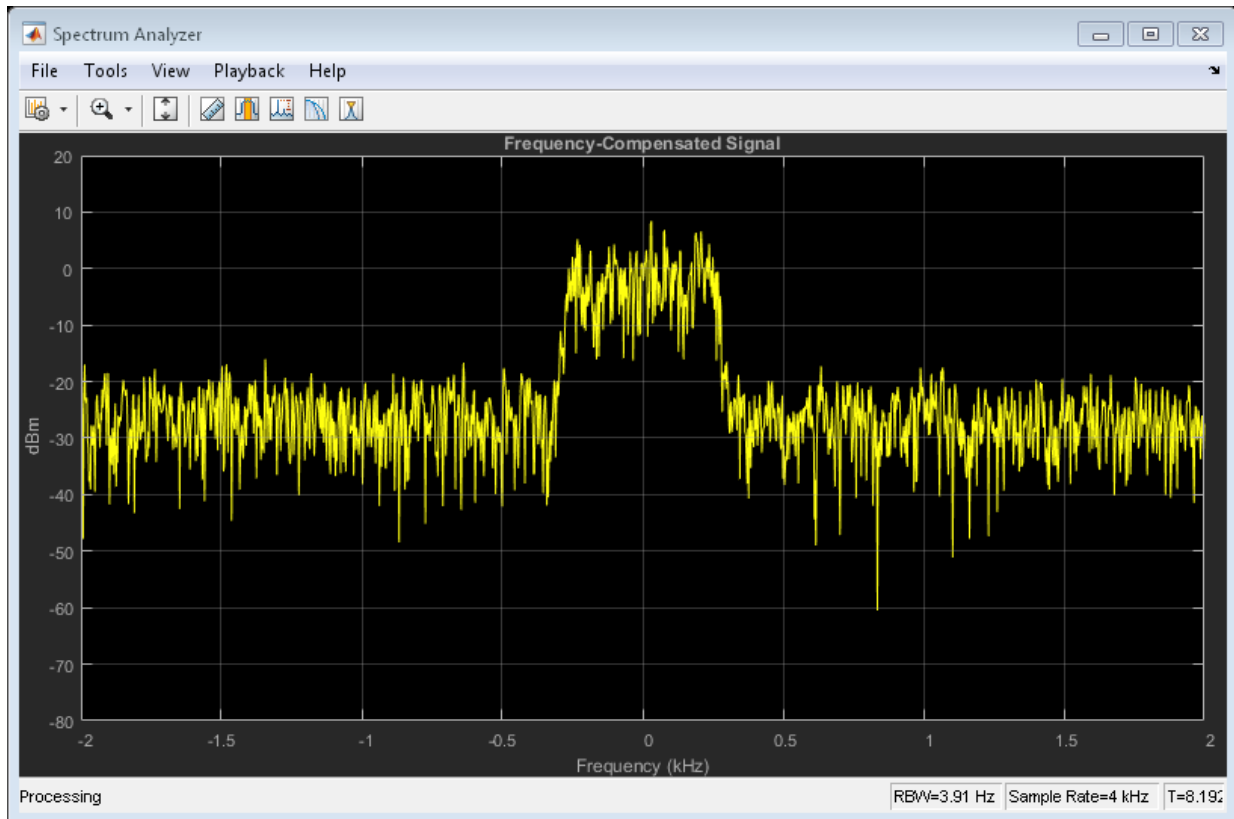 Spectrum Analyzer
File Tools View Playback Help
Frequency-Compensated Signal
20
10
0
-10
-20
-30
-40
-50
-60
-70
-80
dBm
-2 -1.5 -1 -0.5 0 0.5 1 1.5 2
Frequency (kHz)
Processing RBW=3.91 Hz Sample Rate=4 kHz T=8.192